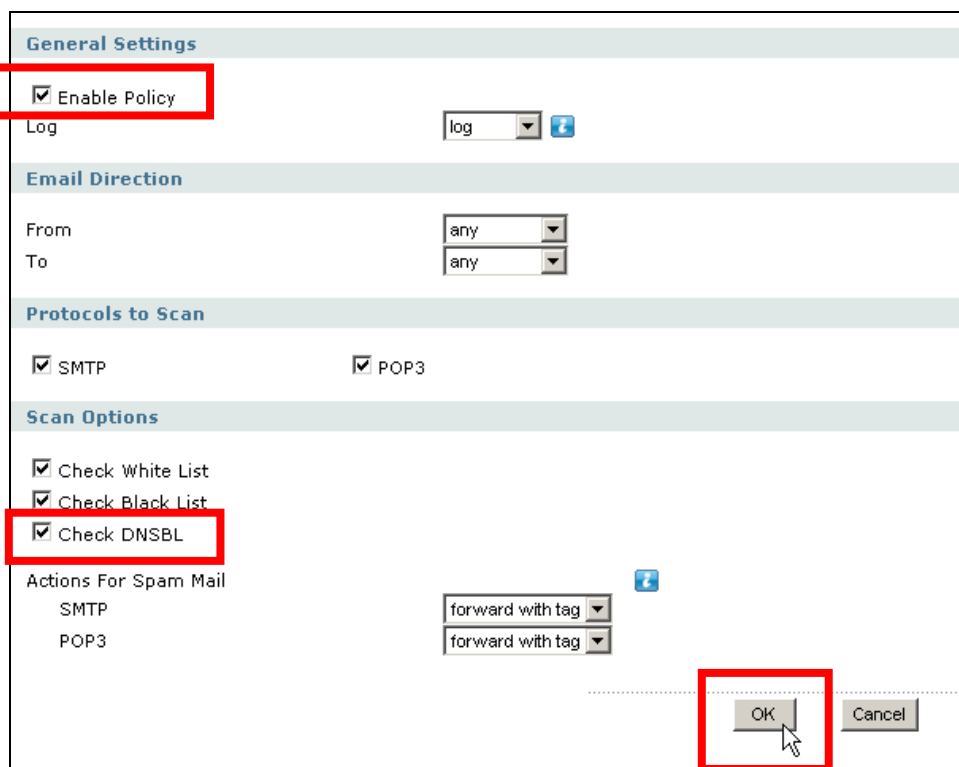 General Settings
Enable Policy
Log log
Email Direction
From any
To any
Protocols to Scan
SMTP POP3
Scan Options
Check White List
Check Black List
Check DNSBL
Actions For Spam Mail
SMTP forward with tag
POP3 forward with tag
OK Cancel